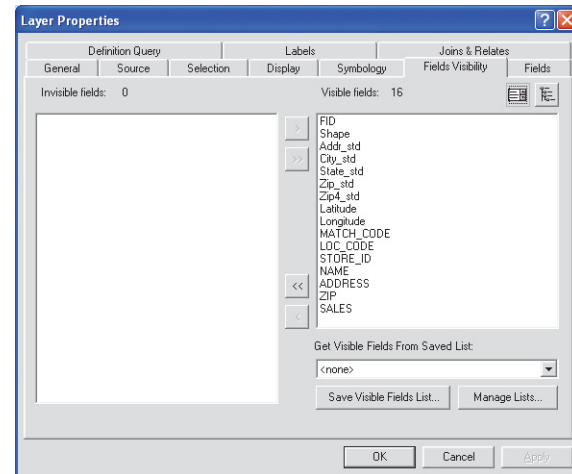 Layer Properties
Definition Query Labels Joins & Relates
General Source Selection Display Symbology Fields Visibility Fields
Invisible fields: 0 Visible fields: 16
> 
>>
<<
<
FID
Shape
Addr_std
City_std
State_std
Zip_std
Zip4_std
Latitude
Longitude
MATCH_CODE
LOC_CODE
STORE_ID
NAME
ADDRESS
ZIP
SALES
Get Visible Fields From Saved List:
<none>
Save Visible Fields List... Manage Lists...
OK Cancel Apply